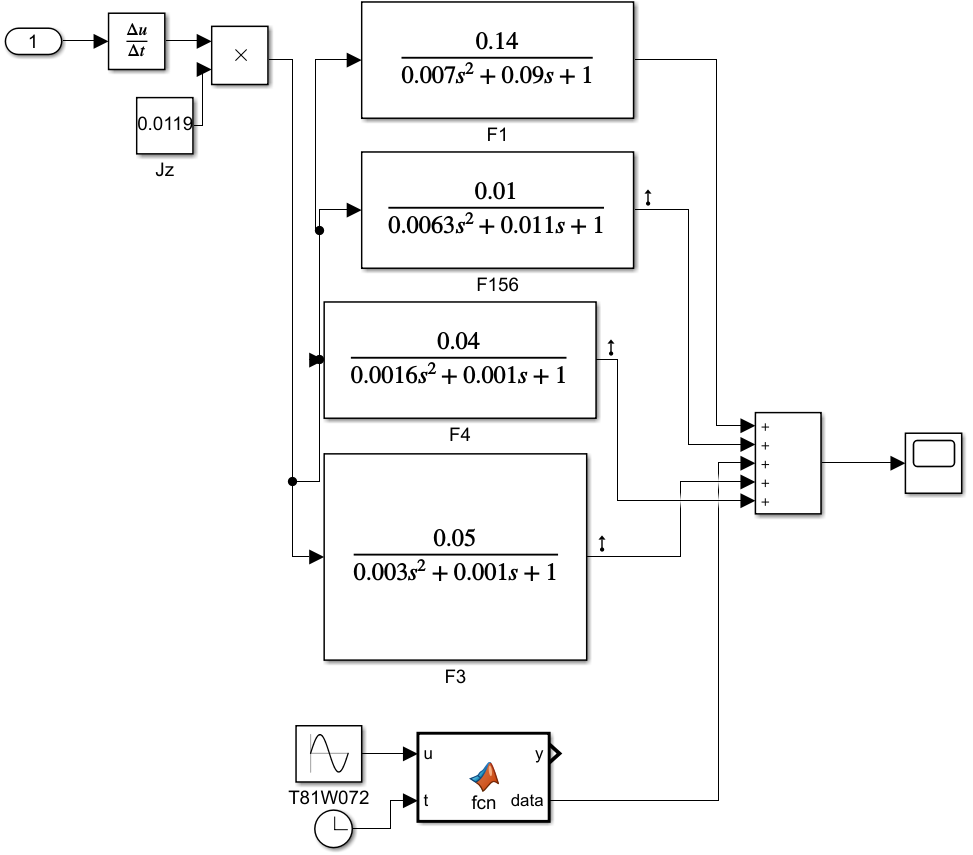 1
Δu
Δt
×
0.0119
Jz
0.14
0.007s² + 0.09s + 1
F1
0.01
0.0063s² + 0.011s + 1
F156
0.04
0.0016s² + 0.001s + 1
F4
0.05
0.003s² + 0.001s + 1
F3
+
+
+
+
+
T81W072
u
t
fcn
y
data